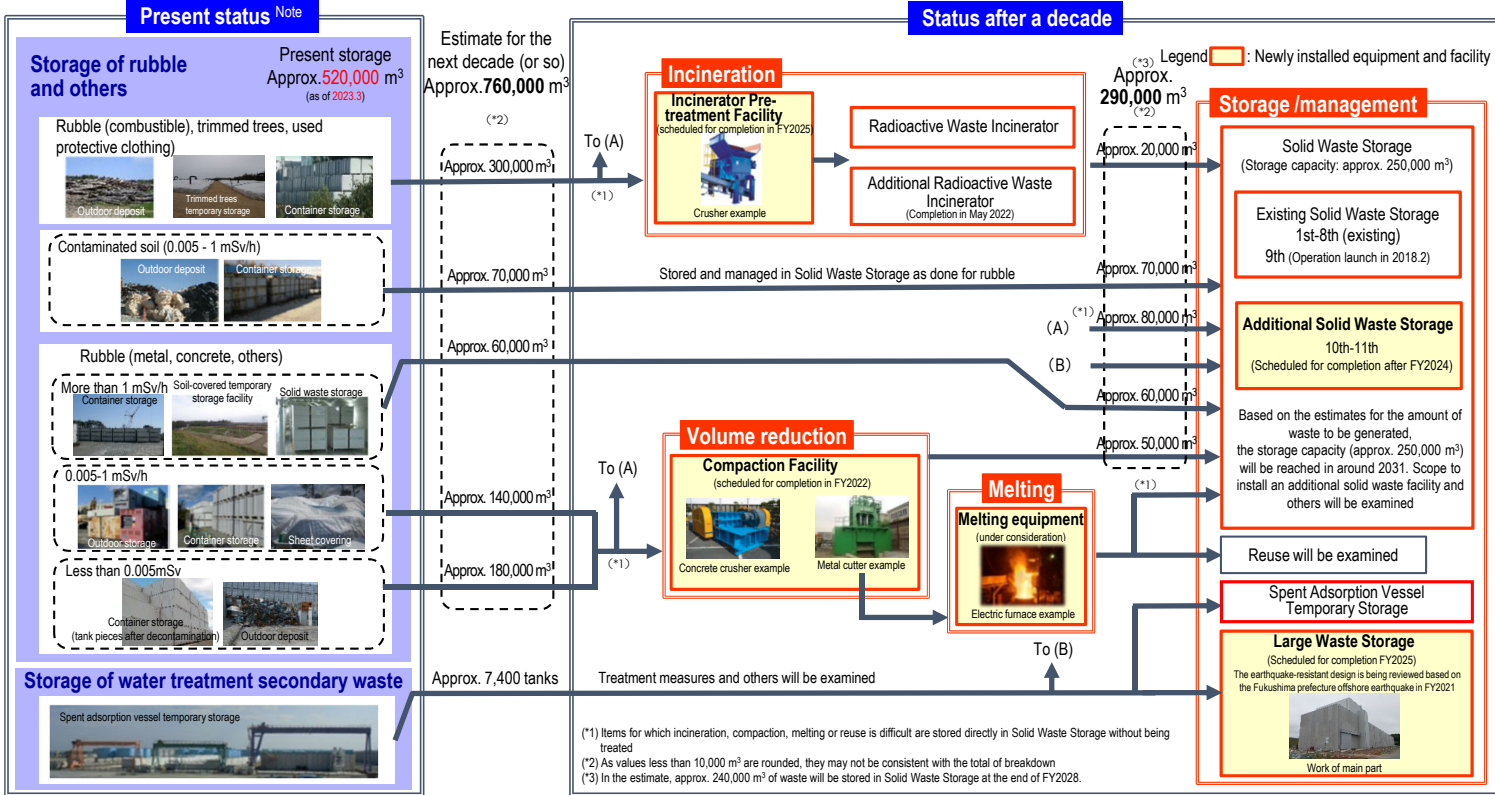 Present status Note
Storage of rubble
and others
Present storage
Approx.520,000 m³
(as of 2023.3)
Rubble (combustible), trimmed trees, used
protective clothing)
Outdoor deposit
Trimmed trees
temporary storage
Container storage
Contaminated soil (0.005 - 1 mSv/h)
Outdoor deposit
Container storage
Rubble (metal, concrete, others)
More than 1 mSv/h
Container storage
Soil-covered temporary
storage facility
Solid waste storage
0.005-1 mSv/h
Outdoor storage
Container storage
Sheet covering
Less than 0.005mSv
Container storage
(tank pieces after decontamination)
Outdoor deposit
Storage of water treatment secondary waste
Spent adsorption vessel temporary storage
Estimate for the
next decade (or so)
Approx.760,000 m³
(*2)
Approx. 300,000 m³
Approx. 70,000 m³
Approx. 60,000 m³
Approx. 140,000 m³
Approx. 180,000 m³
Approx. 7,400 tanks
Status after a decade
Legend : Newly installed equipment and facility
To (A)
(*1)
Incineration
Incinerator Pre-
treatment Facility
(scheduled for completion in FY2025)
Crusher example
Radioactive Waste Incinerator
Additional Radioactive Waste
Incinerator
(Completion in May 2022)
Stored and managed in Solid Waste Storage as done for rubble
To (A)
(*1)
Volume reduction
Compaction Facility
(scheduled for completion in FY2022)
Concrete crusher example
Metal cutter example
Melting
Melting equipment
(under consideration)
Electric furnace example
To (B)
Treatment measures and others will be examined
(*3)
Approx.
290,000 m³
(*2)
Approx. 20,000 m³
Approx. 70,000 m³
(A)
(*1)
Approx. 80,000 m³
(B)
Approx. 60,000 m³
Approx. 50,000 m³
(*1)
Storage /management
Solid Waste Storage
(Storage capacity: approx. 250,000 m³)
Existing Solid Waste Storage
1st-8th (existing)
9th (Operation launch in 2018.2)
Additional Solid Waste Storage
10th-11th
(Scheduled for completion after FY2024)
Based on the estimates for the amount of
waste to be generated,
the storage capacity (approx. 250,000 m³)
will be reached in around 2031. Scope to
install an additional solid waste facility and
others will be examined
Reuse will be examined
Spent Adsorption Vessel
Temporary Storage
Large Waste Storage
(Scheduled for completion FY2025)
The earthquake-resistant design is being reviewed based on
the Fukushima prefecture offshore earthquake in FY2021
Work of main part
(*1) Items for which incineration, compaction, melting or reuse is difficult are stored directly in Solid Waste Storage without being
treated
(*2) As values less than 10,000 m³ are rounded, they may not be consistent with the total of breakdown
(*3) In the estimate, approx. 240,000 m³ of waste will be stored in Solid Waste Storage at the end of FY2028.